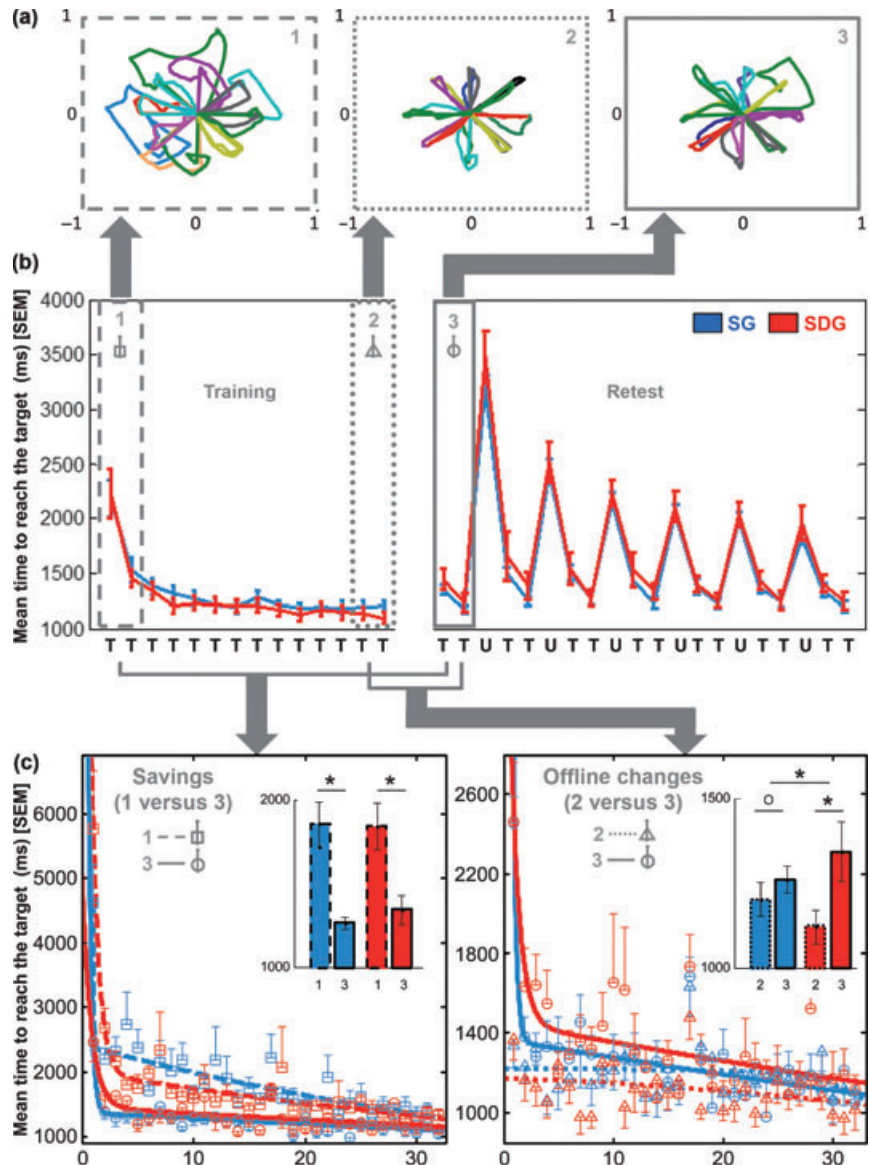 (a)
1
1
2
3
0
0
−1
0
1
−1
0
1
−1
0
1
(b)
Mean time to reach the target (ms) [SEM]
4000
3500
3000
2500
2000
1500
1000
1
2
3
SG
SDG
Training
Retest
T T T T T T T T T T T T T T
T T U T T U T T U T T U T T U T T U T T
(c)
Mean time to reach the target (ms) [SEM]
6000
5000
4000
3000
2000
1000
Savings
(1 versus 3)
1
3
2000
1000
* *
1 3 1 3
0 10 20 30
2600
2200
1800
1400
1000
Offline changes
(2 versus 3)
2
3
1500
1000
*
*
2 3 2 3
0 10 20 30